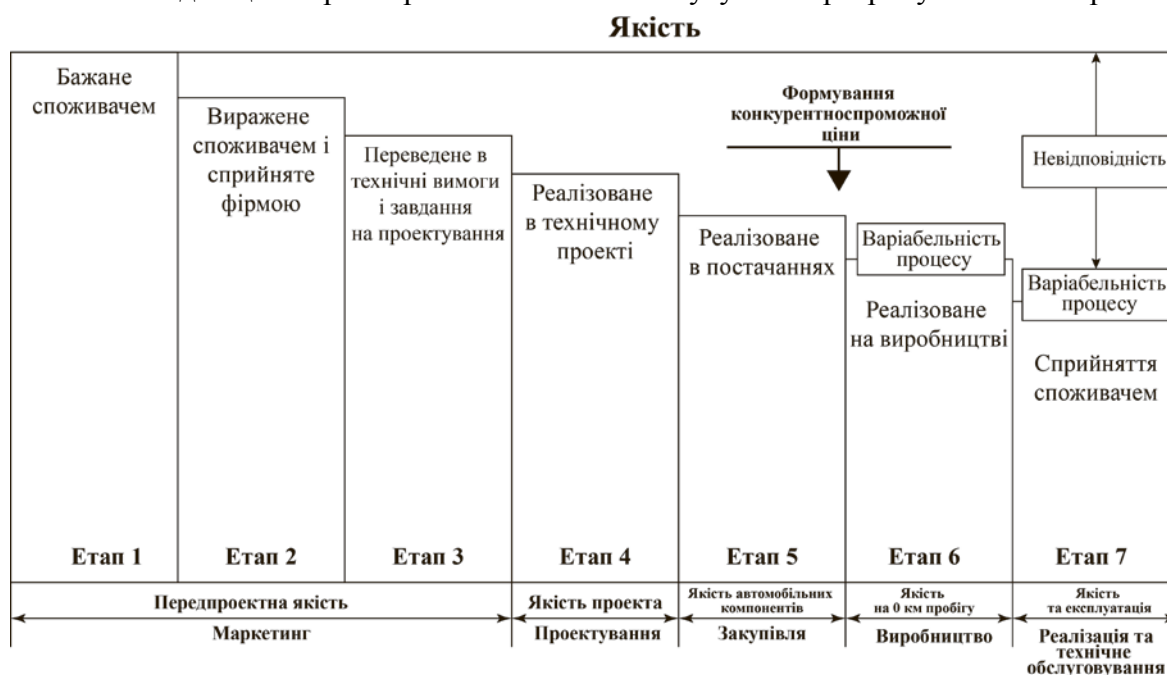 Якість
Бажане
споживачем
Виражене
споживачем і
сприйняте
фірмою
Переведене в
технічні вимоги
і завдання
на проектування
Реалізоване
в технічному
проекті
Формування
конкурентноспроможної
ціни
Реалізоване
в постачаннях
Варіабельність
процесу
Реалізоване
на виробництві
Невідповідність
Варіабельність
процесу
Сприйняття
споживачем
Етап 1
Етап 2
Етап 3
Етап 4
Етап 5
Етап 6
Етап 7
Передпроектна якість
Маркетинг
Якість проекта
Проектування
Якість автомобільних
компонентів
Закупівля
Якість
на 0 км пробігу
Виробництво
Якість
та експлуатація
Реалізація та
технічне
обслуговування